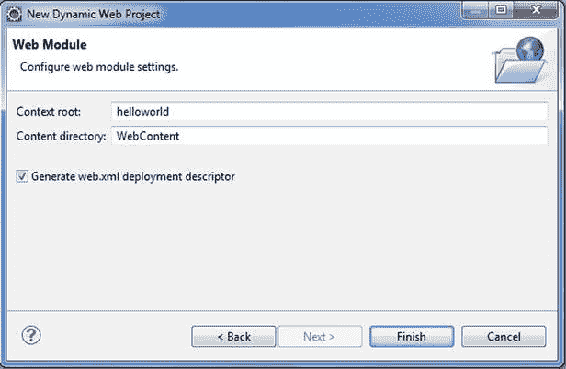 New Dynamic Web Project
Web Module
Configure web module settings.
Context root: helloworld
Content directory: WebContent
Generate web.xml deployment descriptor
? < Back Next > Finish Cancel